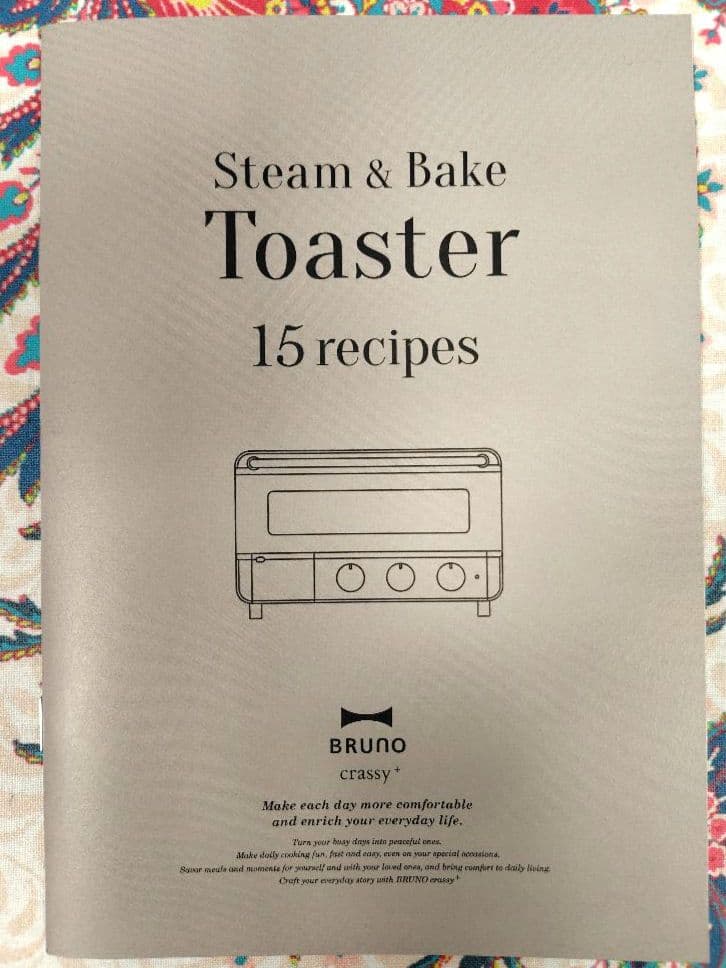 Steam & Bake
Toaster
15 recipes
BRUNO
crassy+
Make each day more comfortable
and enrich your everyday life.
Turn your busy days into peaceful ones.
Make daily cooking fun, fast and easy, even on your special occasions.
Savor meals and moments for yourself and with your loved ones, and bring comfort to daily living.
Craft your everyday story with BRUNO crassy+